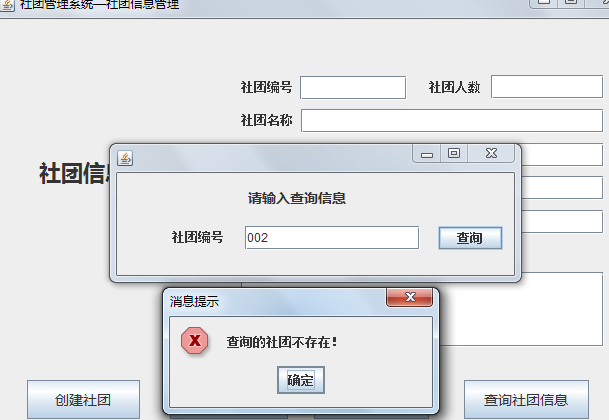 社团管理系统—社团信息管理
社团编号
社团人数
社团名称
社团信息
请输入查询信息
社团编号
002
查询
消息提示
X
查询的社团不存在!
确定
创建社团
查询社团信息